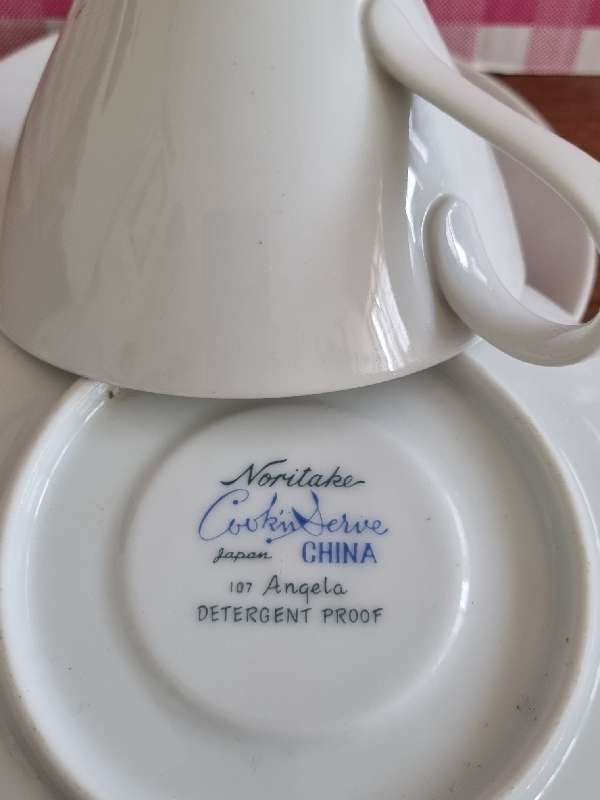 Noritake
Cook'n Serve
Japan CHINA
107 Angela
DETERGENT PROOF